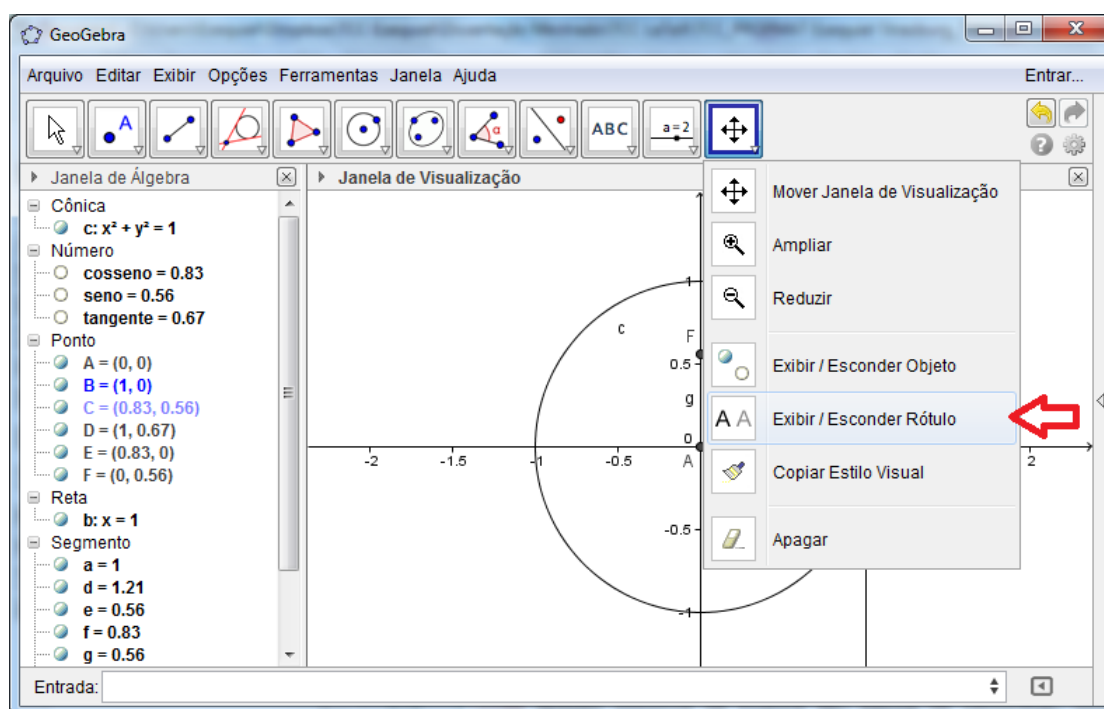 GeoGebra
Arquivo Editar Exibir Opções Ferramentas Janela Ajuda
Entrar...
A
α
ABC
a=2
Janela de Álgebra
Janela de Visualização
Cônica
c: x² + y² = 1
Número
cosseno = 0.83
seno = 0.56
tangente = 0.67
Ponto
A = (0, 0)
B = (1, 0)
C = (0.83, 0.56)
D = (1, 0.67)
E = (0.83, 0)
F = (0, 0.56)
Reta
b: x = 1
Segmento
a = 1
d = 1.21
e = 0.56
f = 0.83
g = 0.56
1
c
F
0.5
g
0
-2 -1.5 -1 -0.5 A 2
-0.5
-1
Mover Janela de Visualização
Ampliar
Reduzir
Exibir / Esconder Objeto
A A Exibir / Esconder Rótulo
Copiar Estilo Visual
Apagar
Entrada: